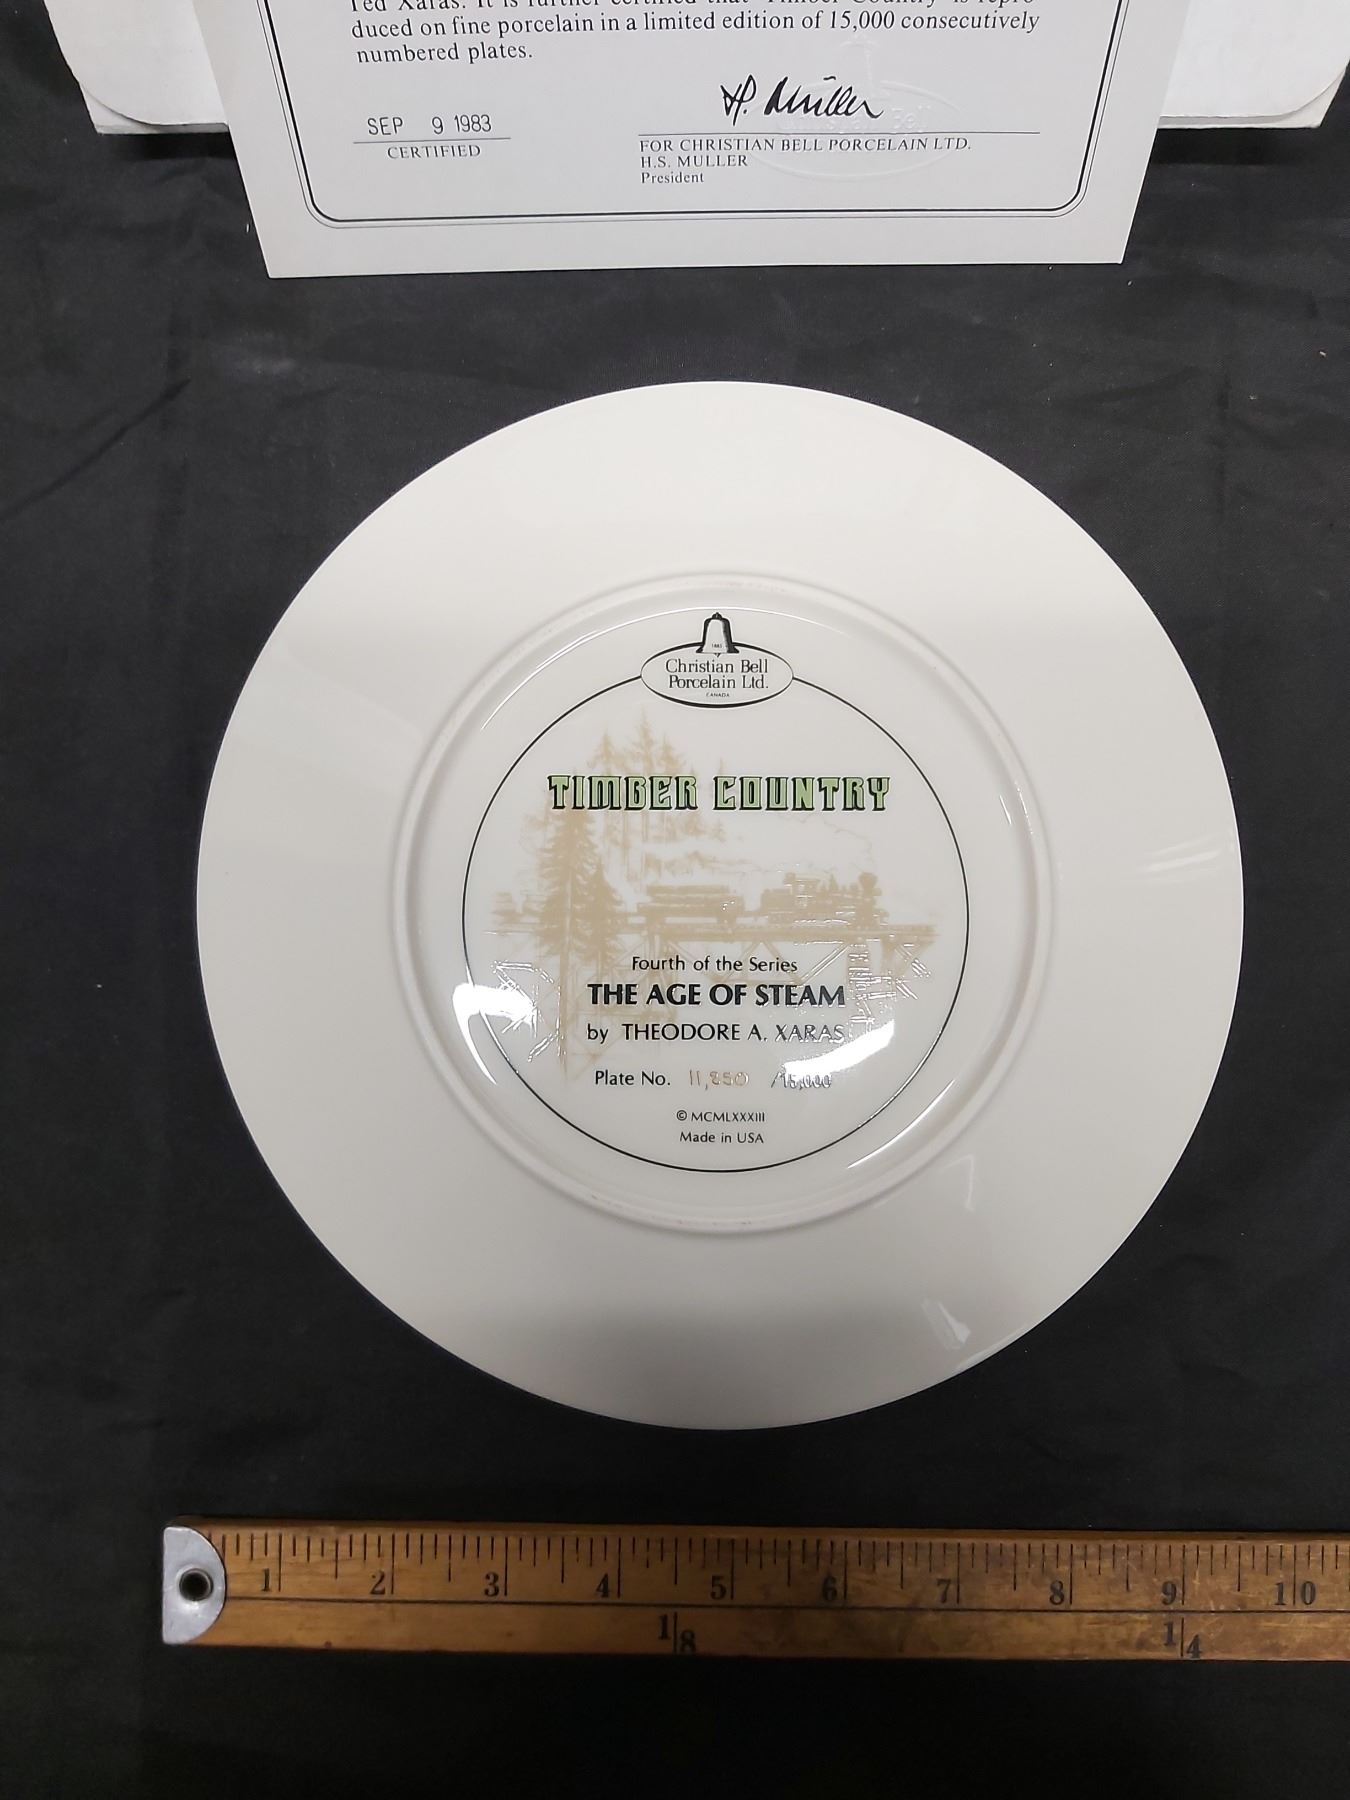 Ted Xaras. It is further certified that 'Timber Country' is repro-
duced on fine porcelain in a limited edition of 15,000 consecutively
numbered plates.
SEP 9 1983
CERTIFIED
H. Muller
FOR CHRISTIAN BELL PORCELAIN LTD.
H.S. MULLER
President
Christian Bell
Porcelain Ltd.
CANADA
TIMBER COUNTRY
Fourth of the Series
THE AGE OF STEAM
by THEODORE A. XARAS
Plate No. 11,850 /15,000
© MCMLXXXIII
Made in USA
1 2 3 4 5 6 7 8 9 10
1/8 1/4